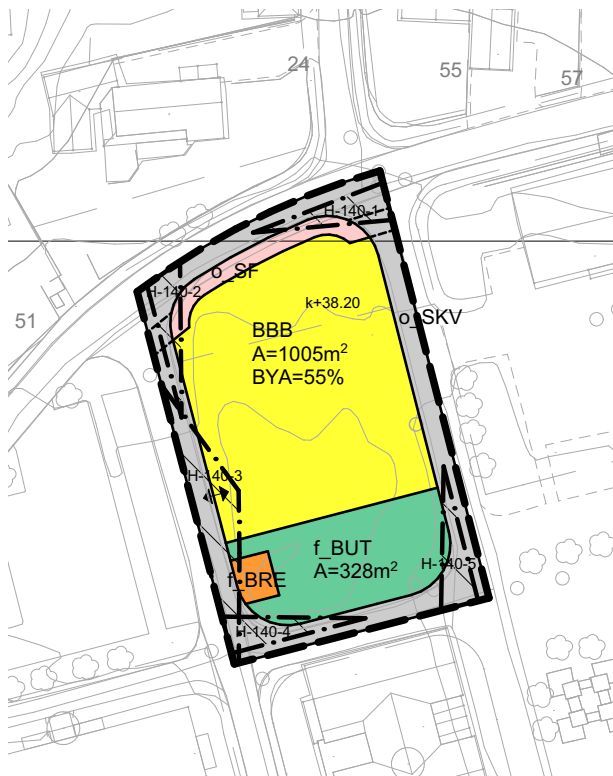 24
55
57
H-140-1
o_SF
H-140-2
k+38.20
51
o_SKV
BBB
A=1005m²
BYA=55%
H-140-3
f_BUT
A=328m²
f_BRE
H-140-5
H-140-4